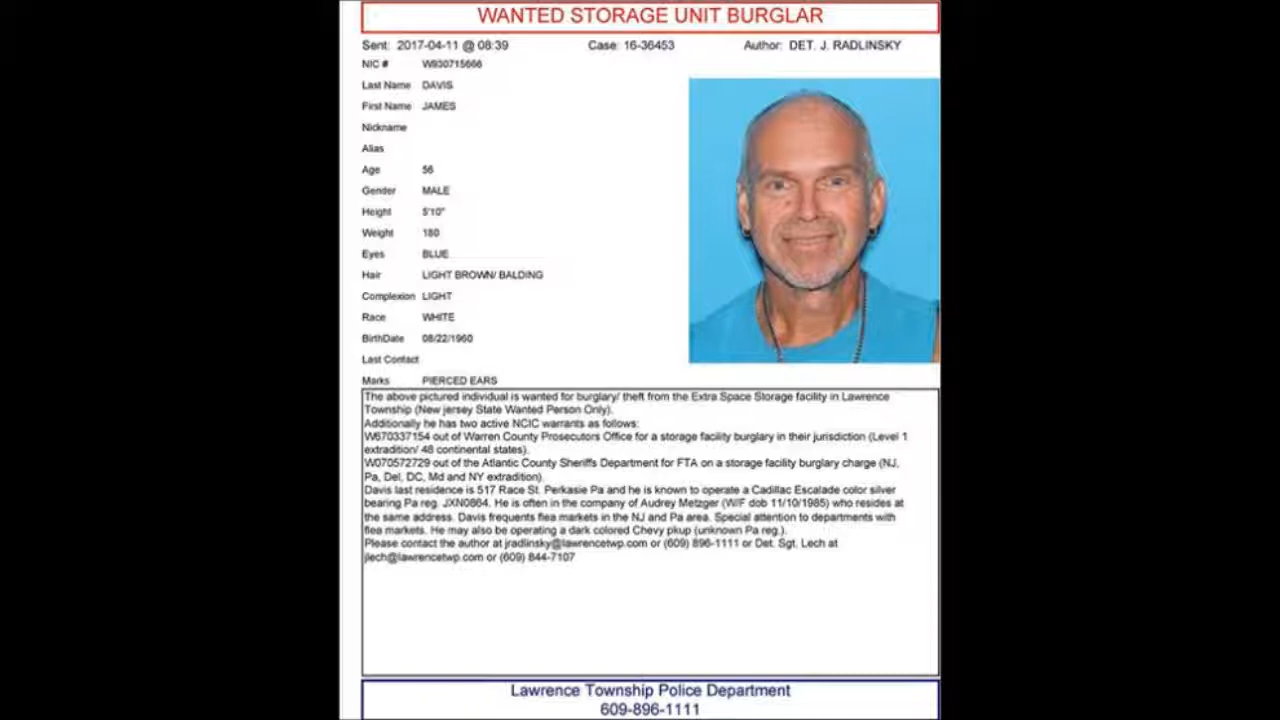 WANTED STORAGE UNIT BURGLAR
Sent: 2017-04-11 @ 08:39 Case: 16-36453 Author: DET. J. RADLINSKY
NIC # W930715666
Last Name DAVIS
First Name JAMES
Nickname
Alias
Age 56
Gender MALE
Height 5'10"
Weight 180
Eyes BLUE
Hair LIGHT BROWN/ BALDING
Complexion LIGHT
Race WHITE
BirthDate 08/22/1960
Last Contact
Marks PIERCED EARS
The above pictured individual is wanted for burglary/ theft from the Extra Space Storage facility in Lawrence
Township (New jersey State Wanted Person Only).
Additionally he has two active NCIC warrants as follows:
W670337154 out of Warren County Prosecutors Office for a storage facility burglary in their jurisdiction (Level 1
extradition/ 48 continental states).
W070572729 out of the Atlantic County Sheriffs Department for FTA on a storage facility burglary charge (NJ,
Pa, Del, DC, Md and NY extradition).
Davis last residence is 517 Race St. Perkasie Pa and he is known to operate a Cadillac Escalade color silver
bearing Pa reg. JXN0864. He is often in the company of Audrey Metzger (W/F dob 11/10/1985) who resides at
the same address. Davis frequents flea markets in the NJ and Pa area. Special attention to departments with
flea markets. He may also be operating a dark colored Chevy pkup (unknown Pa reg.).
Please contact the author at jradlinsky@lawrencetwp.com or (609) 896-1111 or Det. Sgt. Lech at
jlech@lawrencetwp.com or (609) 844-7107
Lawrence Township Police Department
609-896-1111